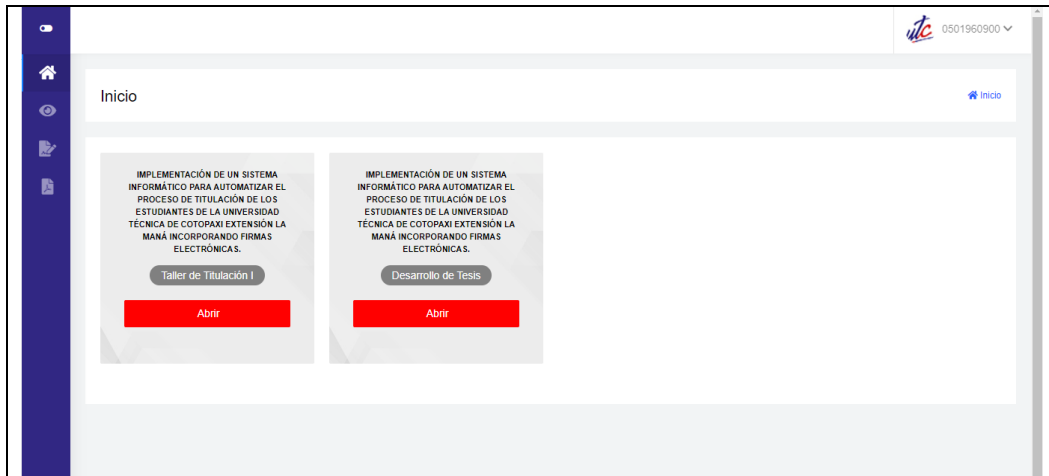 utc 0501960900
Inicio
Inicio
IMPLEMENTACIÓN DE UN SISTEMA
INFORMÁTICO PARA AUTOMATIZAR EL
PROCESO DE TITULACIÓN DE LOS
ESTUDIANTES DE LA UNIVERSIDAD
TÉCNICA DE COTOPAXI EXTENSIÓN LA
MANÁ INCORPORANDO FIRMAS
ELECTRÓNICAS.
Taller de Titulación I
Abrir
IMPLEMENTACIÓN DE UN SISTEMA
INFORMÁTICO PARA AUTOMATIZAR EL
PROCESO DE TITULACIÓN DE LOS
ESTUDIANTES DE LA UNIVERSIDAD
TÉCNICA DE COTOPAXI EXTENSIÓN LA
MANÁ INCORPORANDO FIRMAS
ELECTRÓNICAS.
Desarrollo de Tesis
Abrir